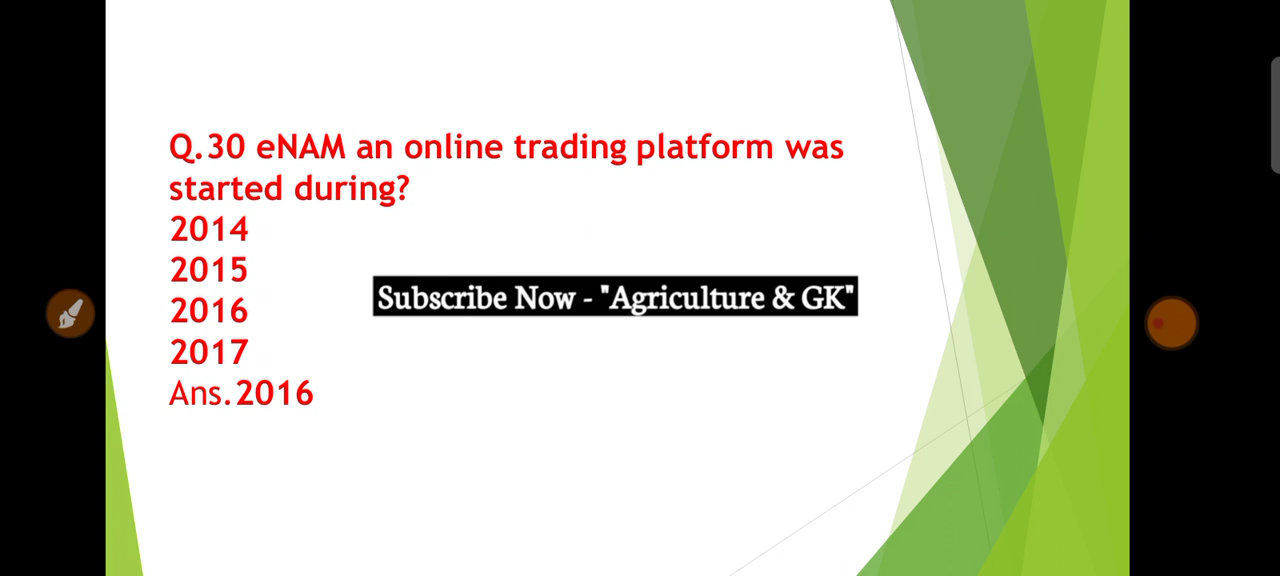 Q.30 eNAM an online trading platform was
started during?
2014
2015
Subscribe Now - "Agriculture & GK"
2016
2017
Ans.2016